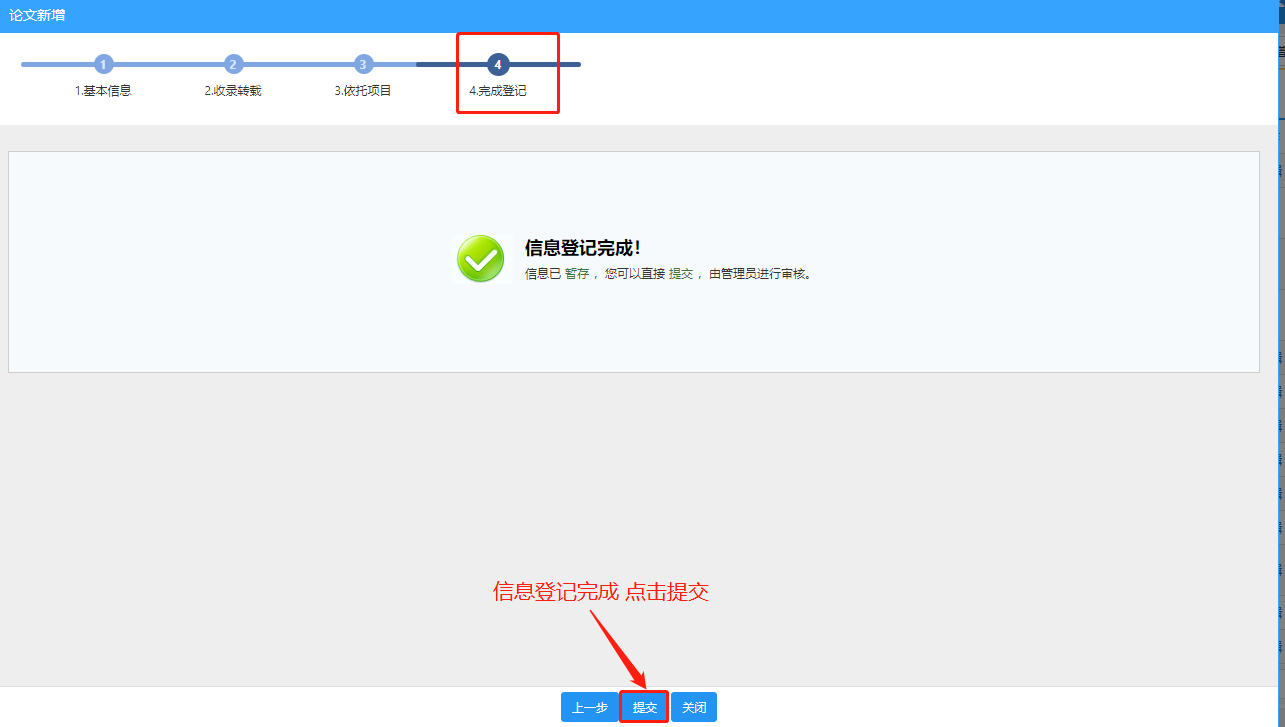 论文新增
1 2 3 4
1.基本信息 2.收录转载 3.依托项目 4.完成登记
信息登记完成！
信息已 暂存 ，您可以直接 提交 ，由管理员进行审核。
信息登记完成 点击提交
上一步 提交 关闭